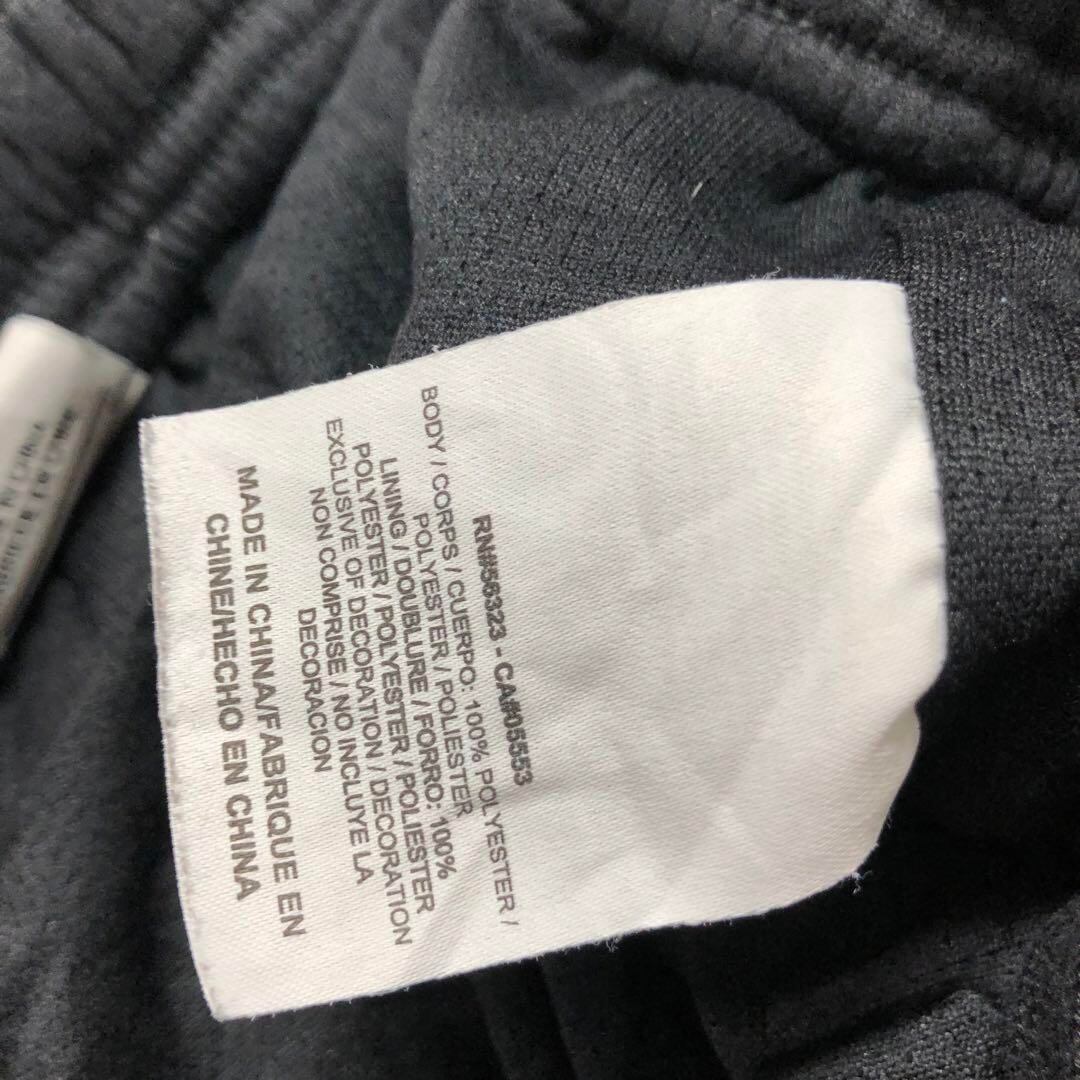 RN#56323 - CA#05553
BODY / CORPS / CUERPO: 100% POLYESTER /
POLYESTER / POLIESTER
LINING / DOUBLURE / FORRO: 100%
POLYESTER / POLYESTER / POLIESTER
EXCLUSIVE OF DECORATION / DECORATION
NON COMPRISE / NO INCLUYE LA
DECORACION
MADE IN CHINA/FABRIQUE EN
CHINE/HECHO EN CHINA